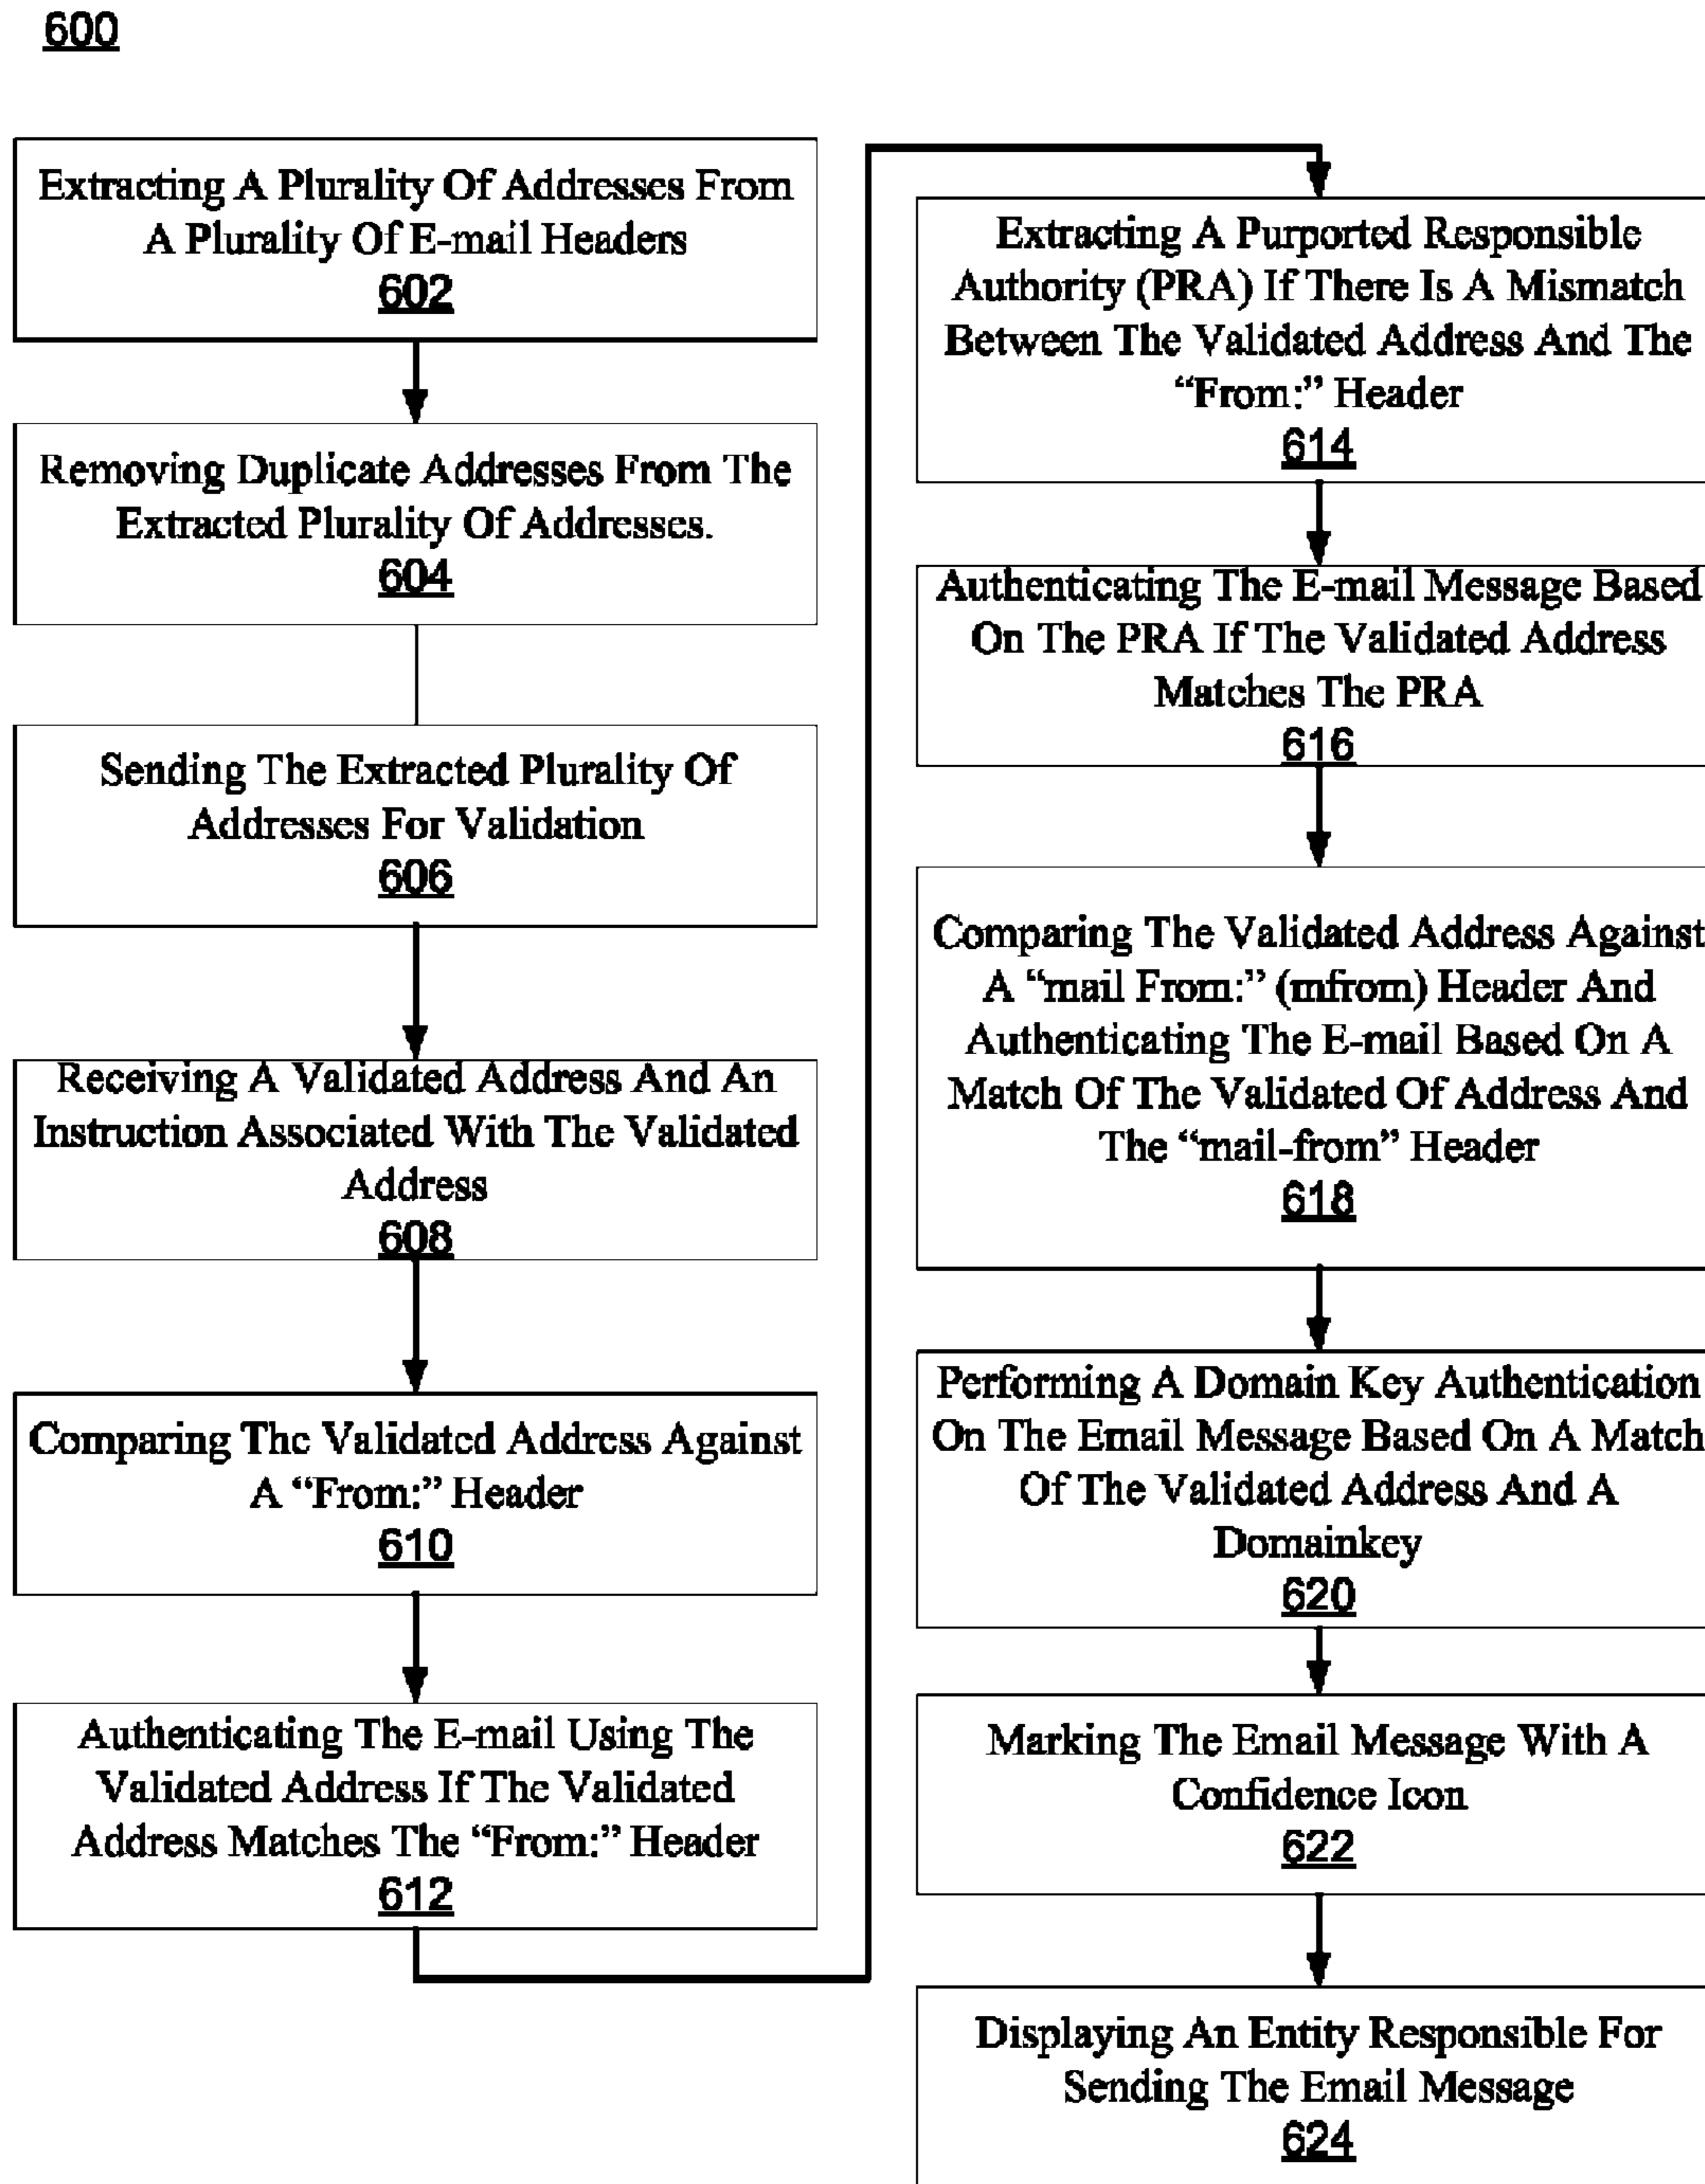 600
Extracting A Plurality Of Addresses From
A Plurality Of E-mail Headers
602
Removing Duplicate Addresses From The
Extracted Plurality Of Addresses.
604
Sending The Extracted Plurality Of
Addresses For Validation
606
Receiving A Validated Address And An
Instruction Associated With The Validated
Address
608
Comparing The Validated Address Against
A “From:” Header
610
Authenticating The E-mail Using The
Validated Address If The Validated
Address Matches The “From:” Header
612
Extracting A Purported Responsible
Authority (PRA) If There Is A Mismatch
Between The Validated Address And The
“From:” Header
614
Authenticating The E-mail Message Based
On The PRA If The Validated Address
Matches The PRA
616
Comparing The Validated Address Against
A “mail From:” (mfrom) Header And
Authenticating The E-mail Based On A
Match Of The Validated Of Address And
The “mail-from” Header
618
Performing A Domain Key Authentication
On The Email Message Based On A Match
Of The Validated Address And A
Domainkey
620
Marking The Email Message With A
Confidence Icon
622
Displaying An Entity Responsible For
Sending The Email Message
624